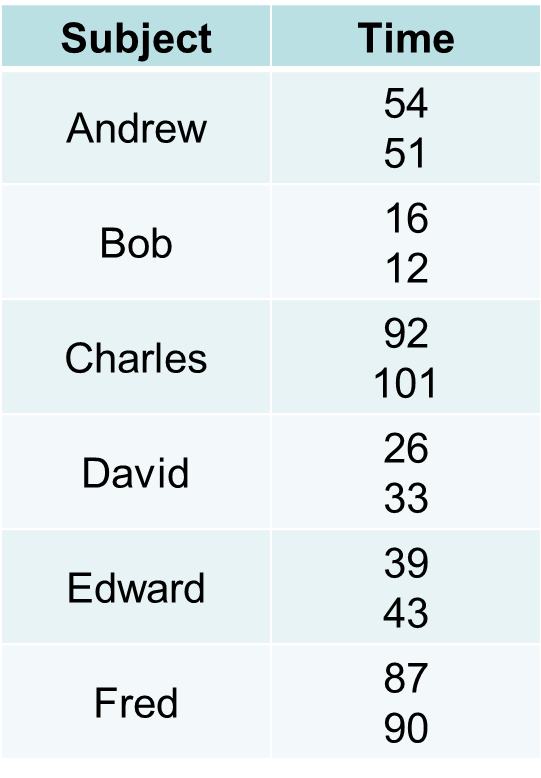 Subject Time
Andrew 54
51
Bob 16
12
Charles 92
101
David 26
33
Edward 39
43
Fred 87
90